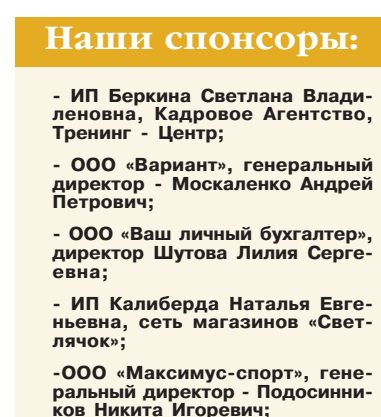 Наши спонсоры:
- ИП Беркина Светлана Влади-
леновна, Кадровое Агентство,
Тренинг - Центр;
- ООО «Вариант», генеральный
директор - Москаленко Андрей
Петрович;
- ООО «Ваш личный бухгалтер»,
директор Шутова Лилия Серге-
евна;
- ИП Калиберда Наталья Евге-
ньевна, сеть магазинов «Свет-
лячок»;
-ООО «Максимус-спорт», гене-
ральный директор - Подосинни-
ков Никита Игоревич;